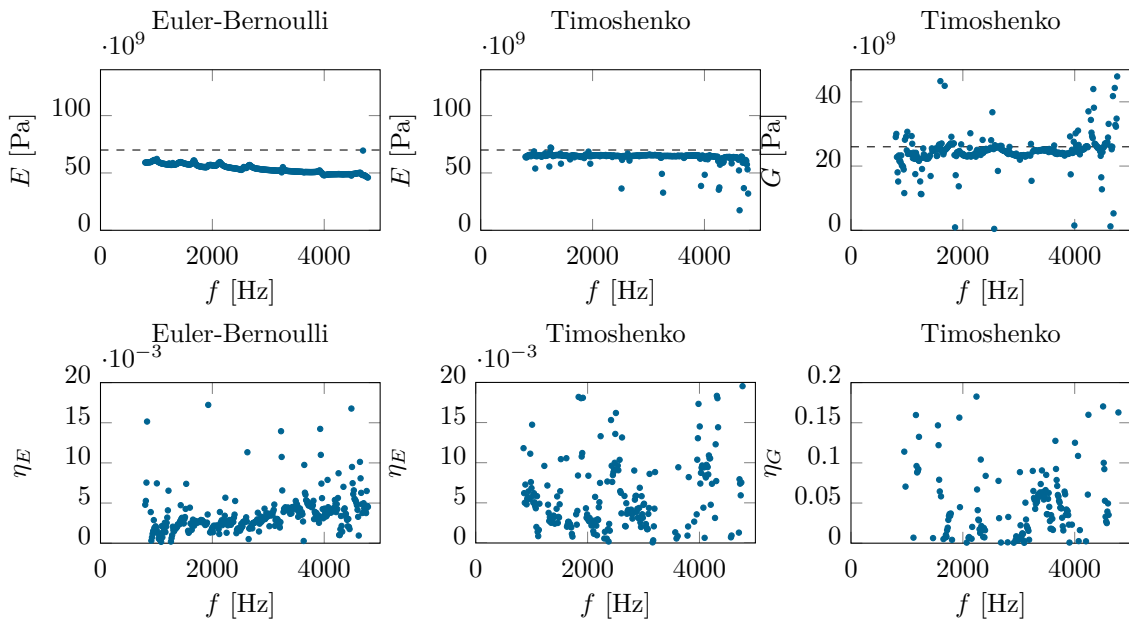 Euler-Bernoulli
·10^9
E [Pa]
100
50
0
0 2000 4000
f [Hz]
Timoshenko
·10^9
E [Pa]
100
50
0
0 2000 4000
f [Hz]
Timoshenko
·10^9
G [Pa]
40
20
0
0 2000 4000
f [Hz]
Euler-Bernoulli
·10^−3
η_E
20
15
10
5
0
0 2000 4000
f [Hz]
Timoshenko
·10^−3
η_E
20
15
10
5
0
0 2000 4000
f [Hz]
Timoshenko
η_G
0.2
0.15
0.1
0.05
0
0 2000 4000
f [Hz]